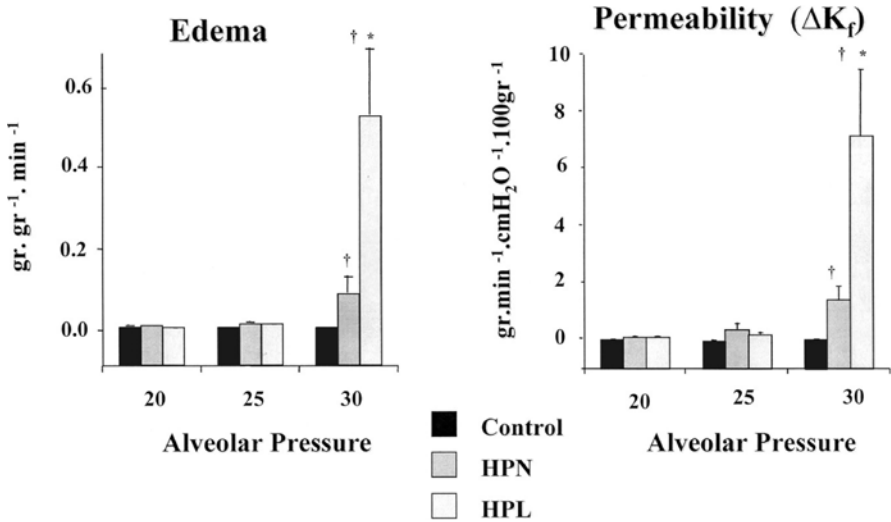 Edema
gr. gr -1. min -1
0.6
0.4
0.2
0.0
† *
†
20 25 30
Alveolar Pressure
Permeability (ΔKf)
gr.min -1.cmH2O -1.100gr -1
10
8
6
4
2
0
† *
†
20 25 30
Alveolar Pressure
Control
HPN
HPL